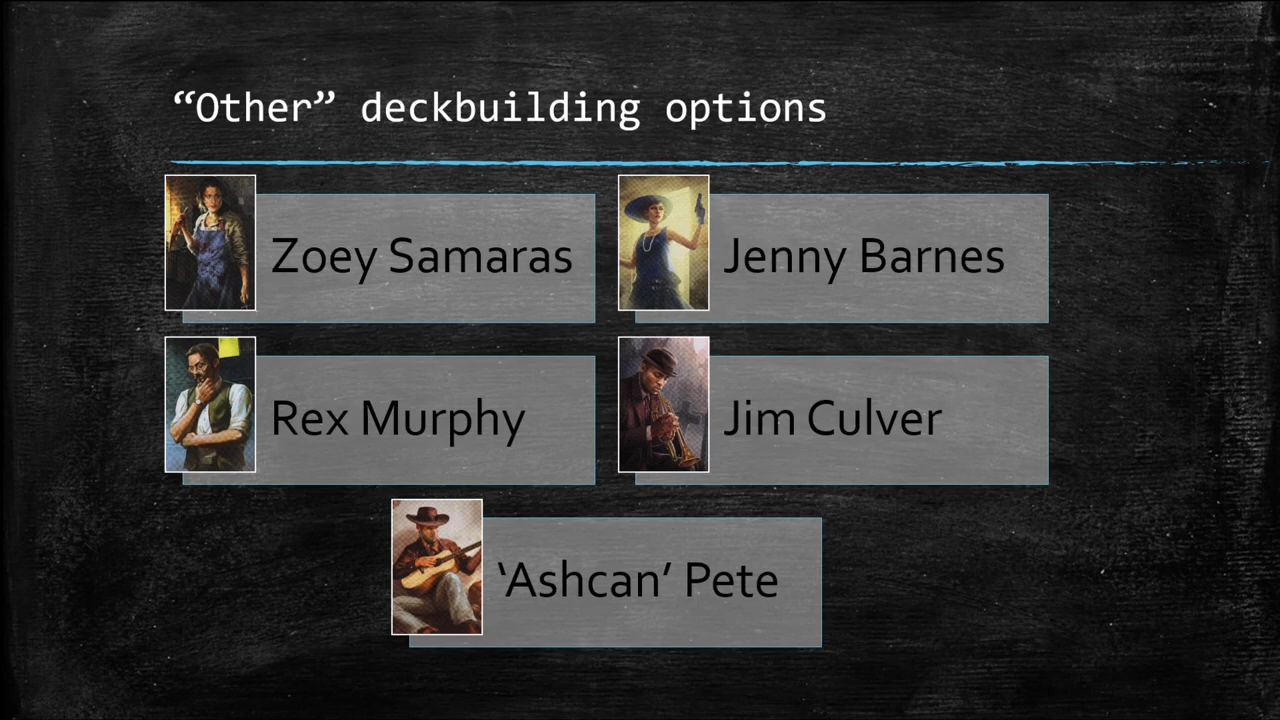 “Other” deckbuilding options
Zoey Samaras
Jenny Barnes
Rex Murphy
Jim Culver
‘Ashcan’ Pete